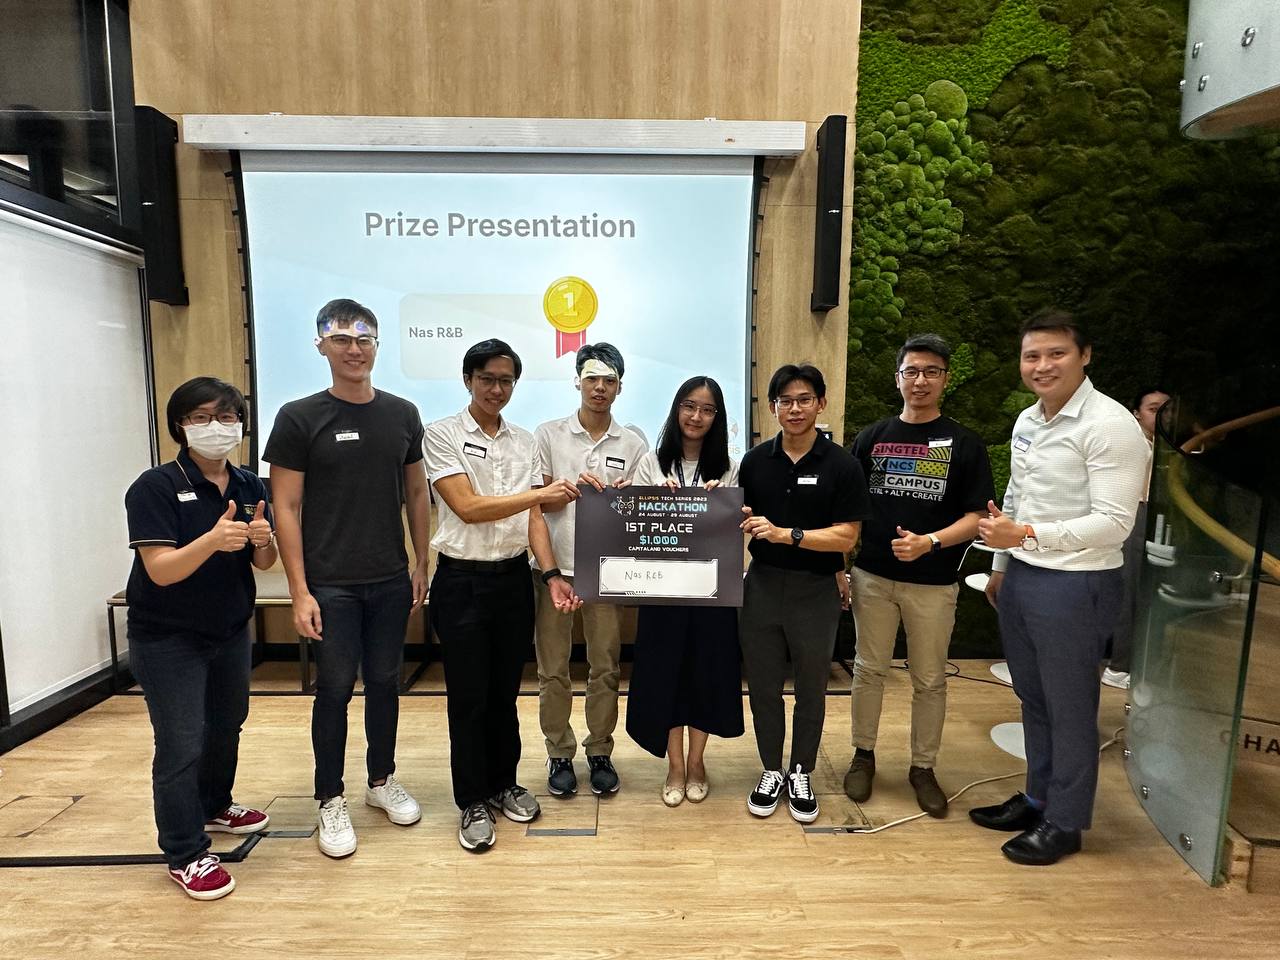 Prize Presentation
1
Nas R&B
ELLIPSIS TECH SERIES 2023
HACKATHON
24 AUGUST - 29 AUGUST
1ST PLACE
$1,000
CAPITALAND VOUCHERS
Nas R&B
SINGTEL
NCS
CAMPUS
CTRL + ALT + CREATE
CHA